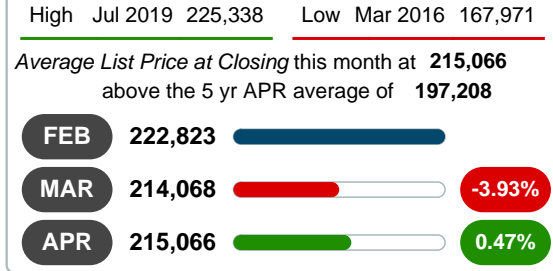 High Jul 2019 225,338 Low Mar 2016 167,971
Average List Price at Closing this month at 215,066
above the 5 yr APR average of 197,208
FEB 222,823
MAR 214,068 -3.93%
APR 215,066 0.47%